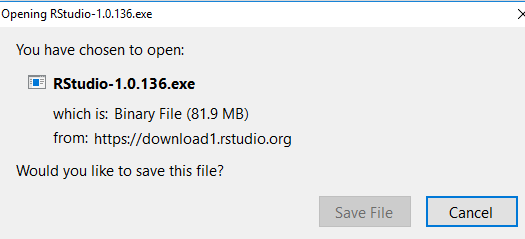 Opening RStudio-1.0.136.exe
You have chosen to open:
RStudio-1.0.136.exe
which is: Binary File (81.9 MB)
from: https://download1.rstudio.org
Would you like to save this file?
Save File Cancel